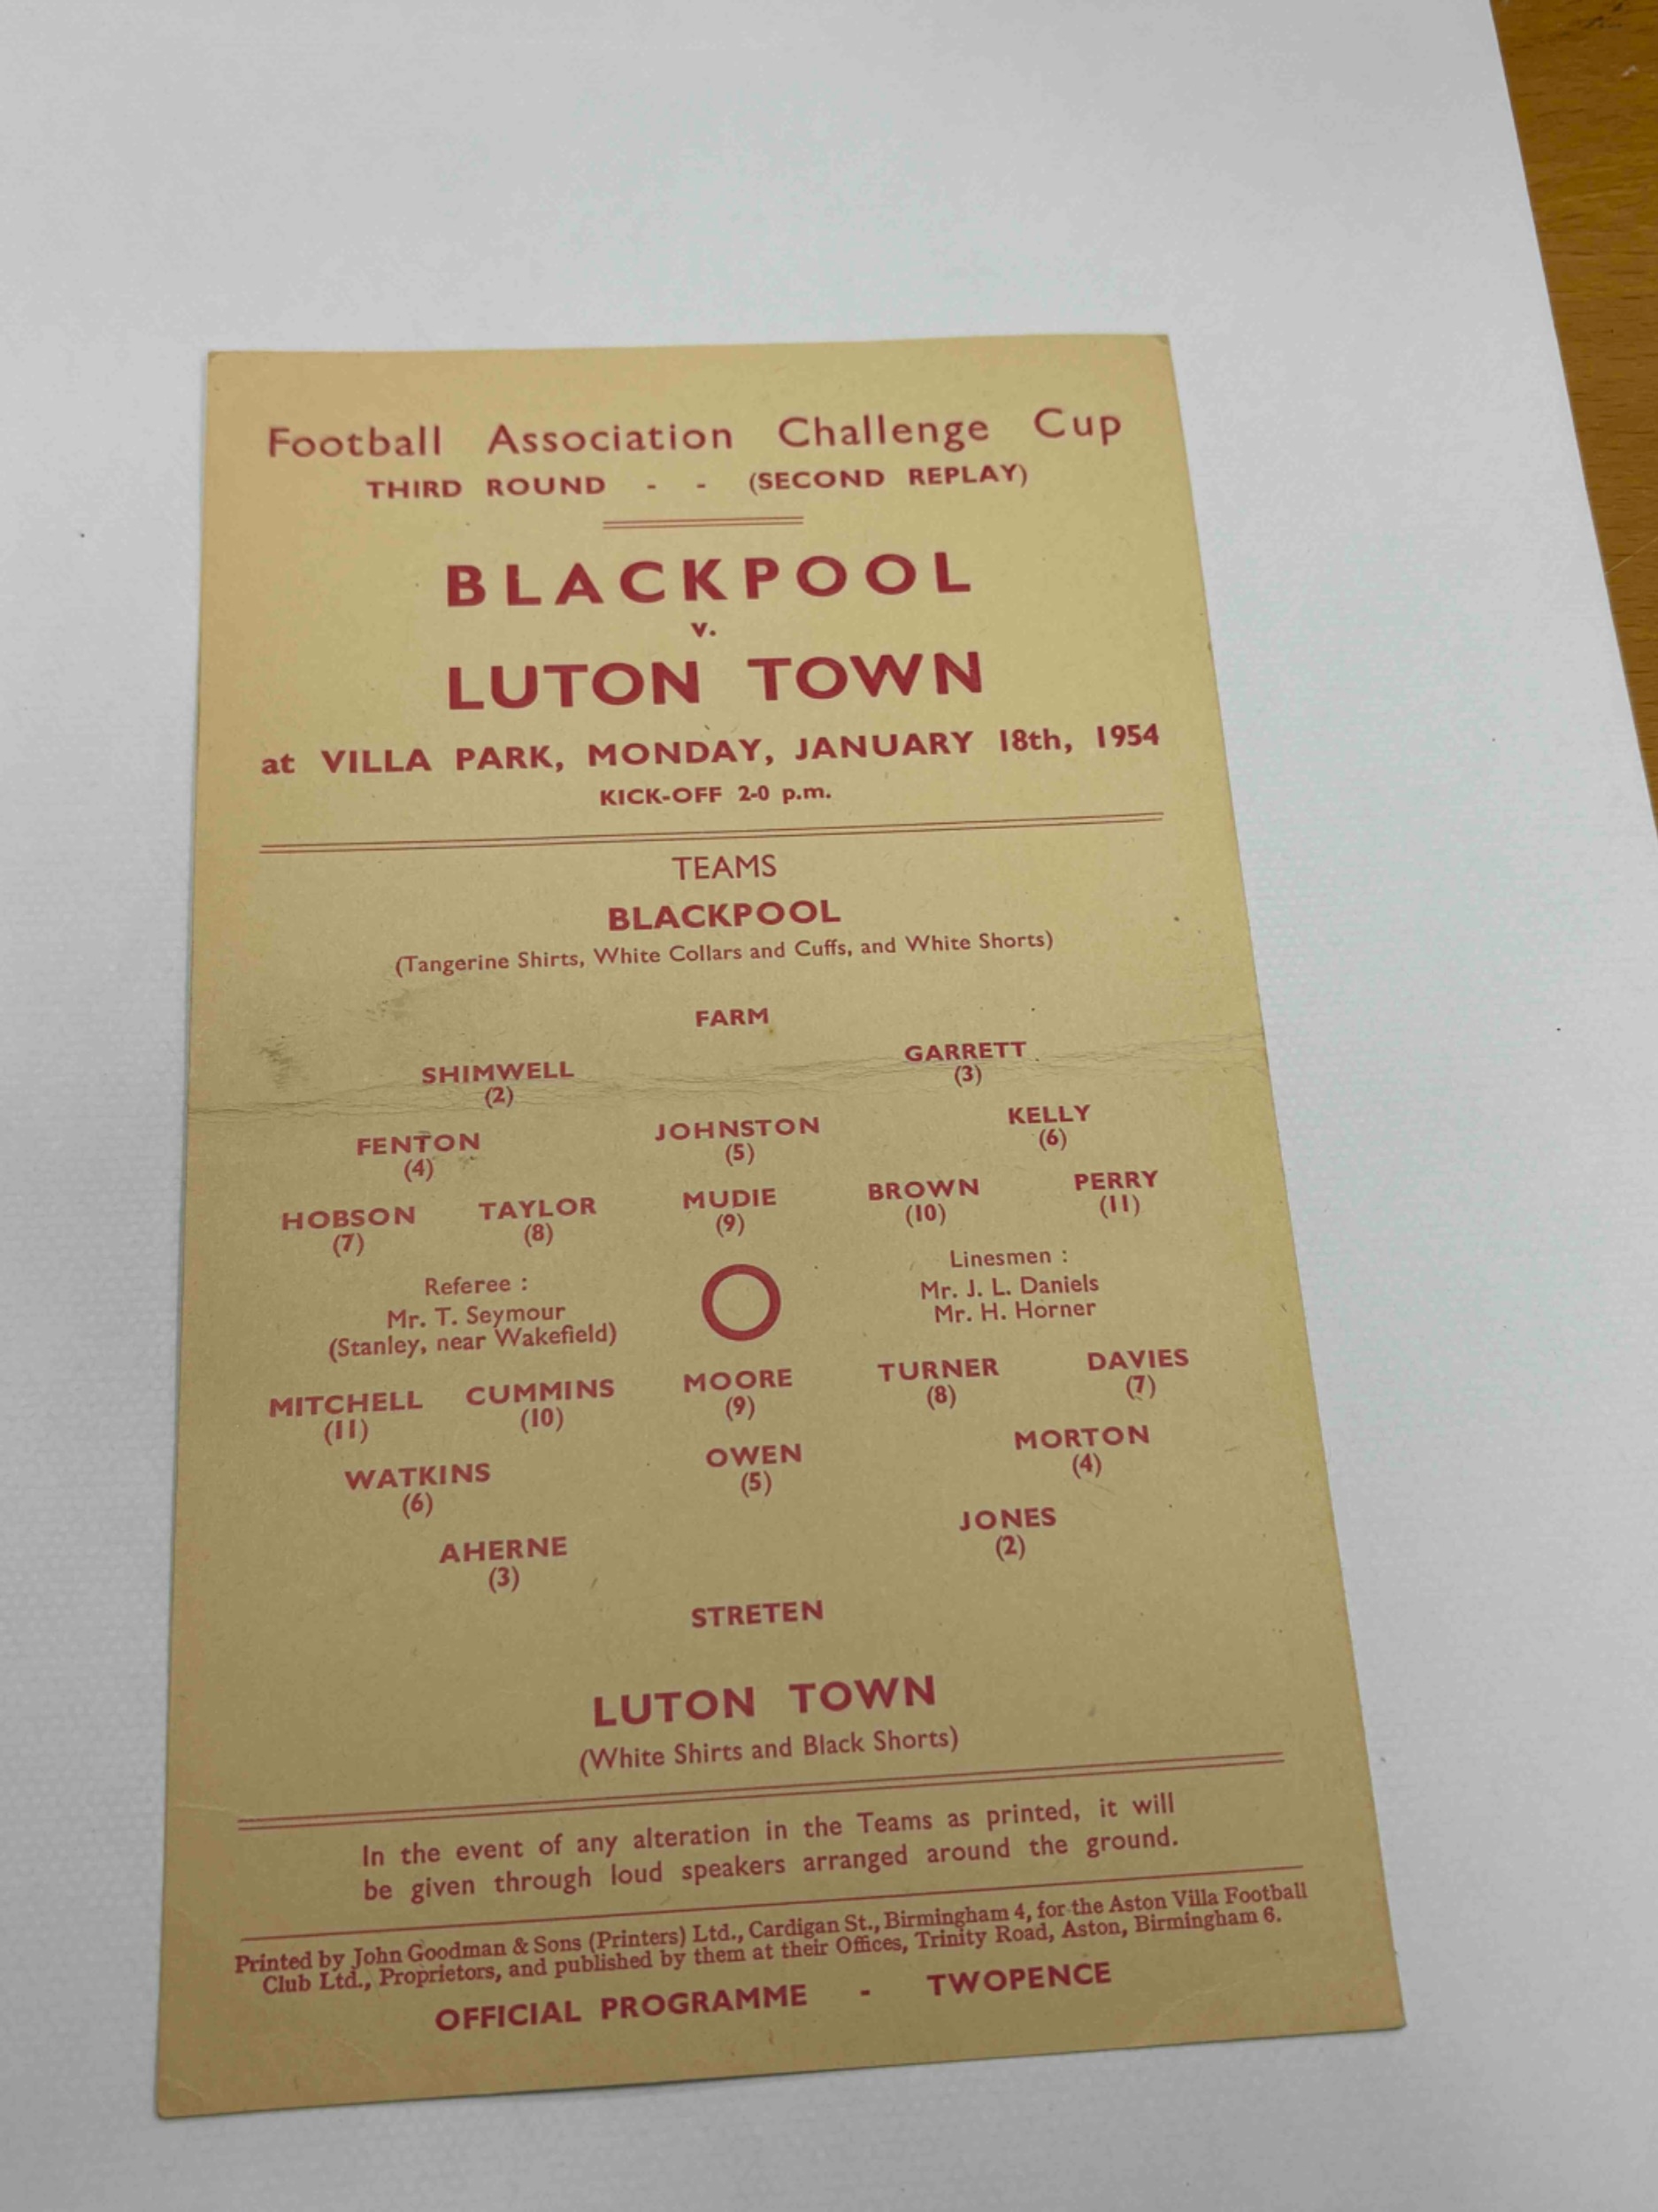 Football Association Challenge Cup
THIRD ROUND - - (SECOND REPLAY)
BLACKPOOL
v.
LUTON TOWN
at VILLA PARK, MONDAY, JANUARY 18th, 1954
KICK-OFF 2-0 p.m.
TEAMS
BLACKPOOL
(Tangerine Shirts, White Collars and Cuffs, and White Shorts)
FARM
SHIMWELL GARRETT
(2) (3)
FENTON JOHNSTON KELLY
(4) (5) (6)
HOBSON TAYLOR MUDIE BROWN PERRY
(7) (8) (9) (10) (11)
Referee :
Mr. T. Seymour
(Stanley, near Wakefield)
Linesmen :
Mr. J. L. Daniels
Mr. H. Horner
MITCHELL CUMMINS MOORE TURNER DAVIES
(11) (10) (9) (8) (7)
WATKINS OWEN MORTON
(6) (5) (4)
AHERNE JONES
(3) (2)
STRETEN
LUTON TOWN
(White Shirts and Black Shorts)
In the event of any alteration in the Teams as printed, it will
be given through loud speakers arranged around the ground.
Printed by John Goodman & Sons (Printers) Ltd., Cardigan St., Birmingham 4, for the Aston Villa Football
Club Ltd., Proprietors, and published by them at their Offices, Trinity Road, Aston, Birmingham 6.
OFFICIAL PROGRAMME - TWOPENCE